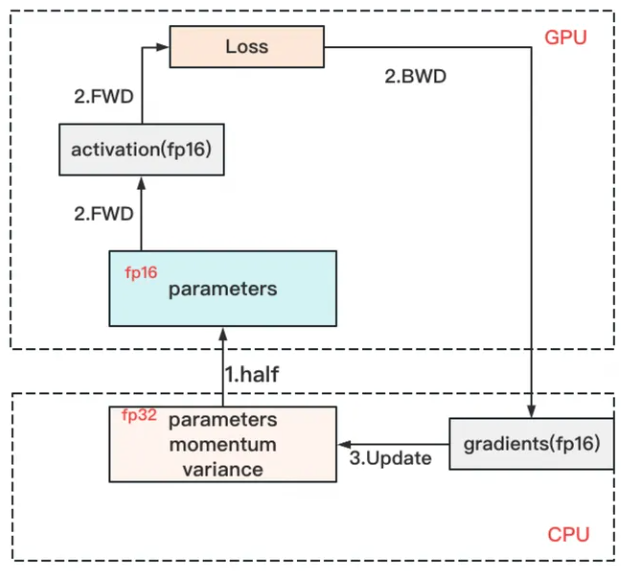 GPU
Loss
2.BWD
2.FWD
activation(fp16)
2.FWD
fp16
parameters
1.half
fp32
parameters
momentum
variance
3.Update
gradients(fp16)
CPU